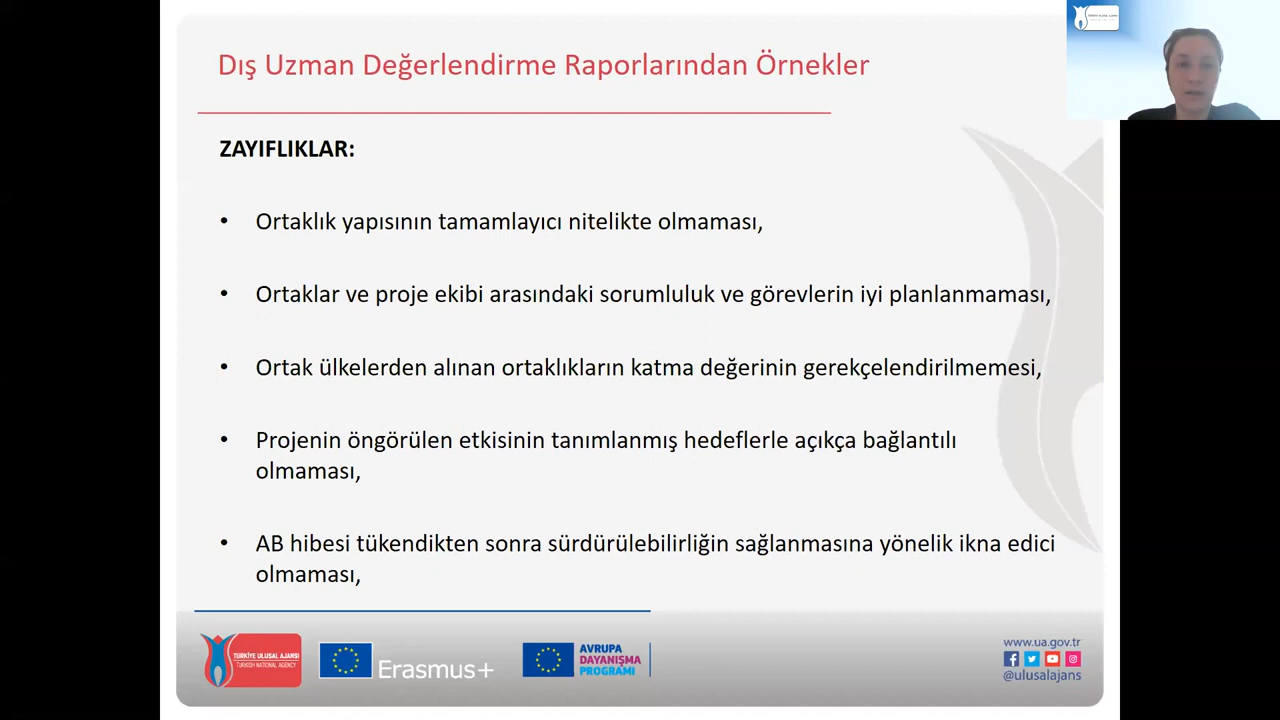 Dış Uzman Değerlendirme Raporlarından Örnekler
ZAYIFLIKLAR:
• Ortaklık yapısının tamamlayıcı nitelikte olmaması,
• Ortaklar ve proje ekibi arasındaki sorumluluk ve görevlerin iyi planlanmaması,
• Ortak ülkelerden alınan ortaklıkların katma değerinin gerekçelendirilmemesi,
• Projenin öngörülen etkisinin tanımlanmış hedeflerle açıkça bağlantılı
olmaması,
• AB hibesi tükendikten sonra sürdürülebilirliğin sağlanmasına yönelik ikna edici
olmaması,
TÜRKİYE ULUSAL AJANSI
TURKISH NATIONAL AGENCY
Erasmus+
AVRUPA
DAYANIŞMA
PROGRAMI
www.ua.gov.tr
@ulusalajans